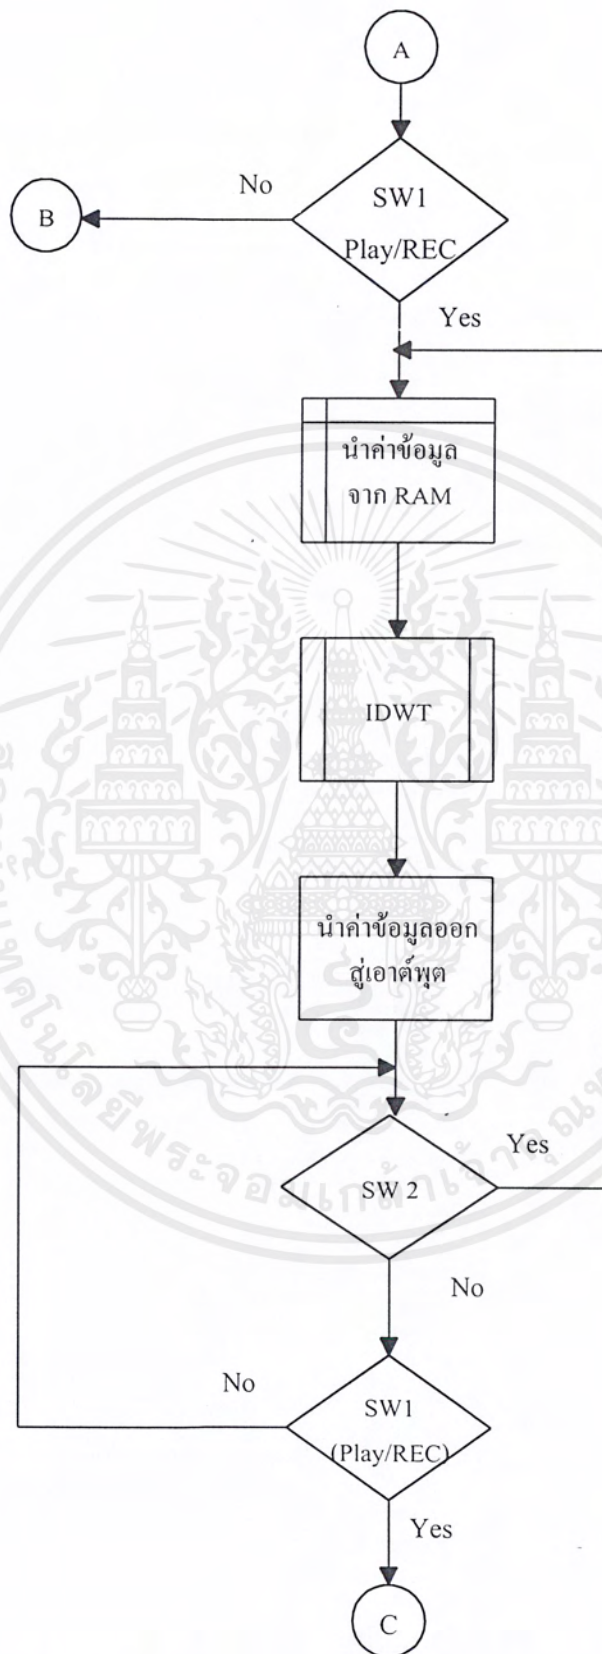 A
SW1
Play/REC
No
B
Yes
นำค่าข้อมูล
จาก RAM
IDWT
นำค่าข้อมูลออก
สู่เอาต์พุต
SW 2
Yes
No
SW1
(Play/REC)
No
Yes
C